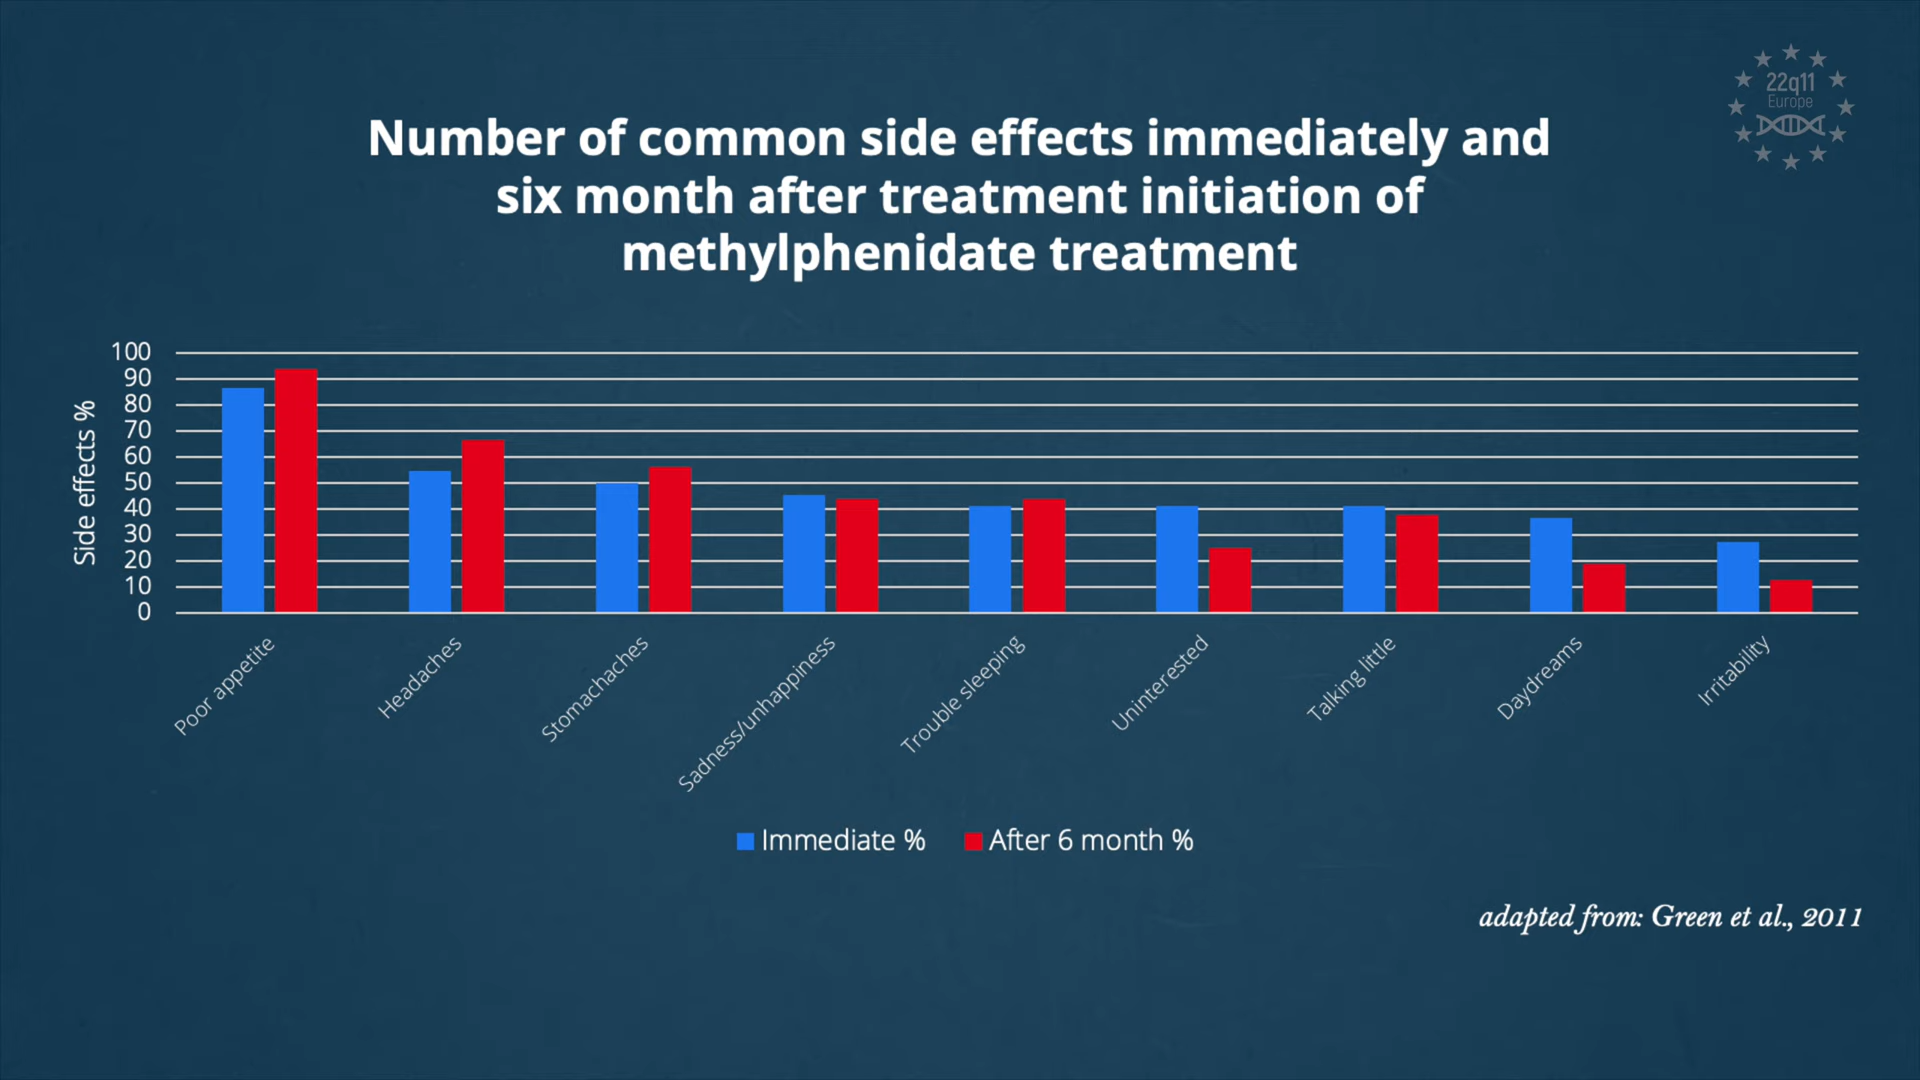 22q11
Europe
Number of common side effects immediately and
six month after treatment initiation of
methylphenidate treatment
Side effects %
100
90
80
70
60
50
40
30
20
10
0
Poor appetite
Headaches
Stomachaches
Sadness/unhappiness
Trouble sleeping
Uninterested
Talking little
Daydreams
Irritability
Immediate %
After 6 month %
adapted from: Green et al., 2011